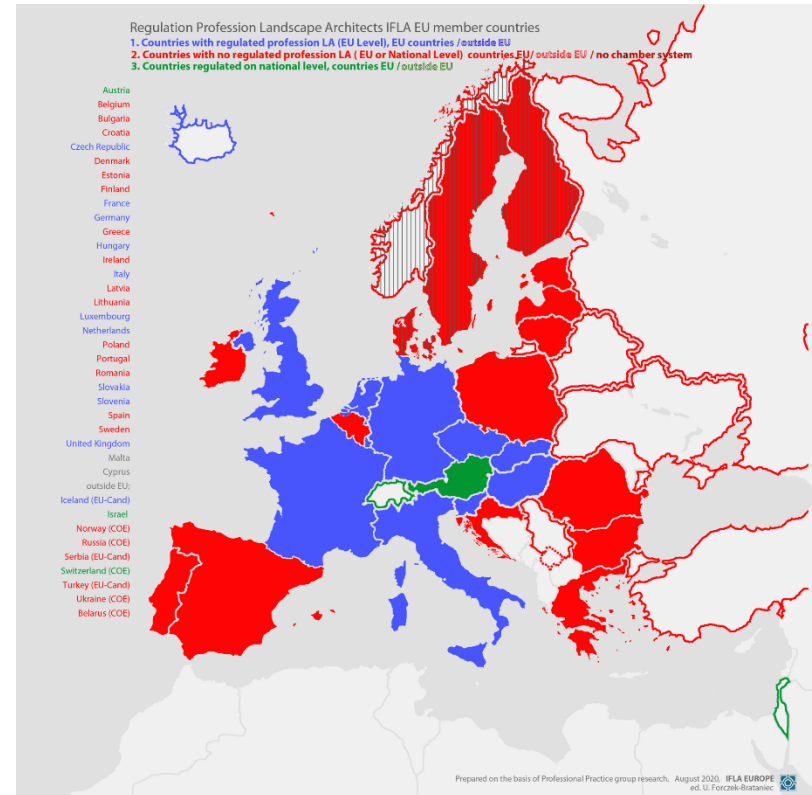 Regulation Profession Landscape Architects IFLA EU member countries
1. Countries with regulated profession LA (EU Level), EU countries /outside EU
2. Countries with no regulated profession LA ( EU or National Level) countries EU/ outside EU / no chamber system
3. Countries regulated on national level, countries EU / outside EU
Austria
Belgium
Bulgaria
Croatia
Czech Republic
Denmark
Estonia
Finland
France
Germany
Greece
Hungary
Ireland
Italy
Latvia
Lithuania
Luxembourg
Netherlands
Poland
Portugal
Romania
Slovakia
Slovenia
Spain
Sweden
United Kingdom
Malta
Cyprus
outside EU;
Iceland (EU-Cand)
Israel
Norway (COE)
Russia (COE)
Serbia (EU-Cand)
Switzerland (COE)
Turkey (EU-Cand)
Ukraine (COE)
Belarus (COE)
Prepared on the basis of Professional Practice group research, August 2020, IFLA EUROPE
ed. U. Forczek-Brataniec